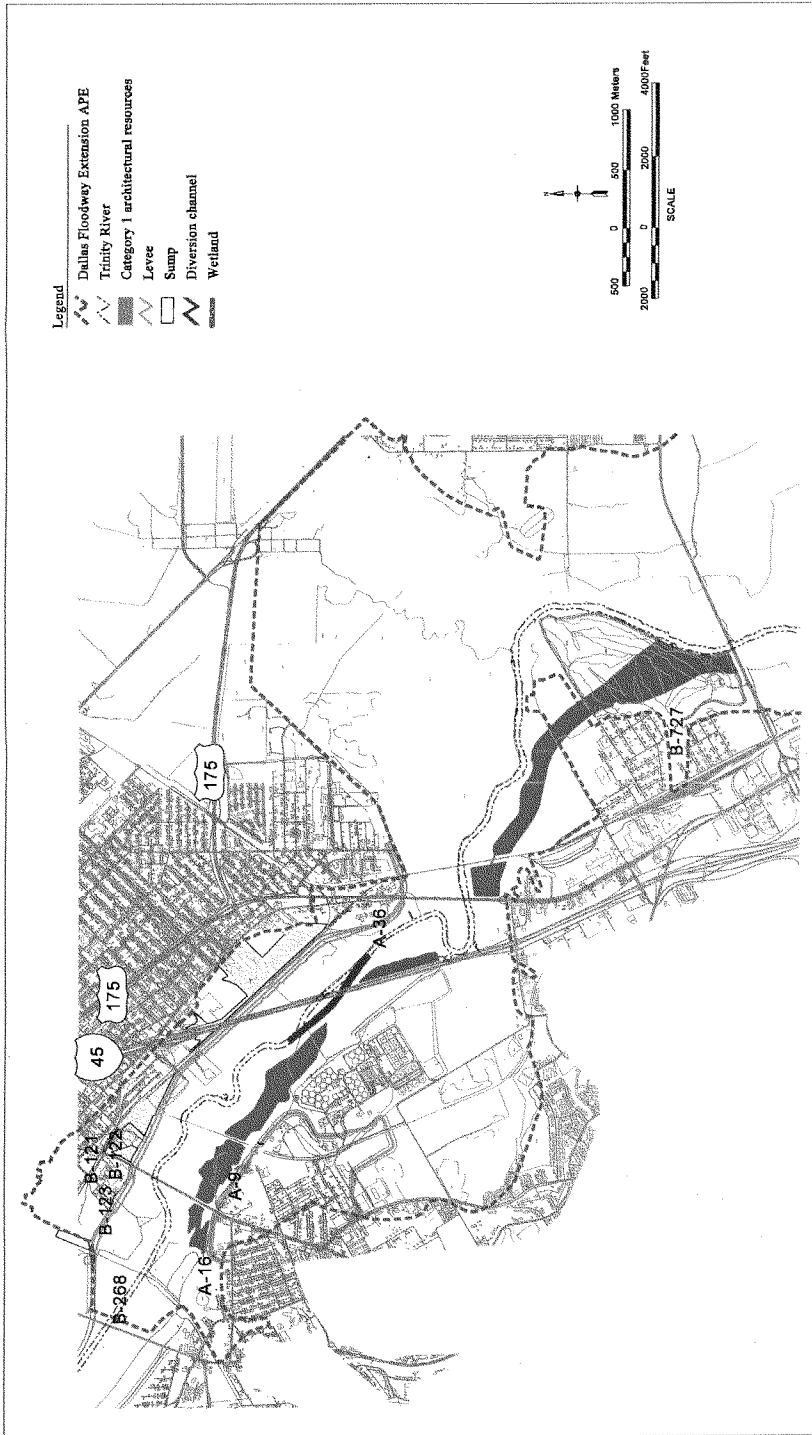 Legend
Dallas Floodway Extension APE
Trinity River
Category 1 architectural resources
Levee
Sump
Diversion channel
Wetland
N
500 0 500 1000 Meters
2000 0 2000 4000Feet
SCALE
45
175
175
B-121
B-122
B-123
B-268
A-16
A-9
A-36
B-727